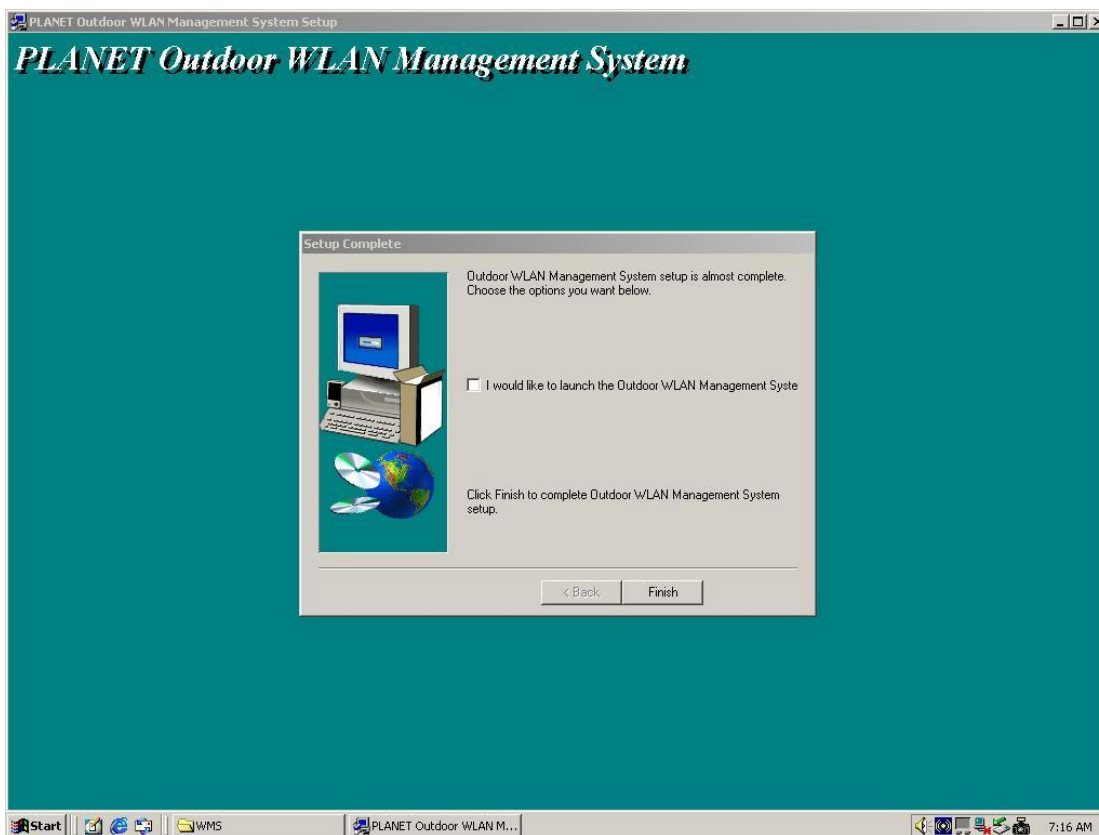 PLANET Outdoor WLAN Management System Setup
PLANET Outdoor WLAN Management System
Setup Complete
Outdoor WLAN Management System setup is almost complete.
Choose the options you want below.
I would like to launch the Outdoor WLAN Management Syste
Click Finish to complete Outdoor WLAN Management System
setup.
< Back
Finish
Start
WMS
PLANET Outdoor WLAN M...
7:16 AM